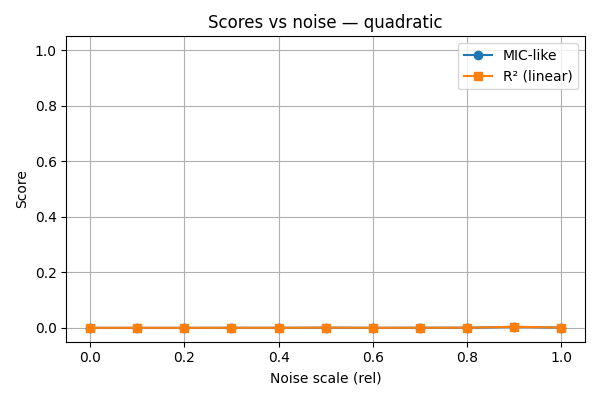 Scores vs noise — quadratic
MIC-like
R² (linear)
Score
1.0
0.8
0.6
0.4
0.2
0.0
0.0 0.2 0.4 0.6 0.8 1.0
Noise scale (rel)